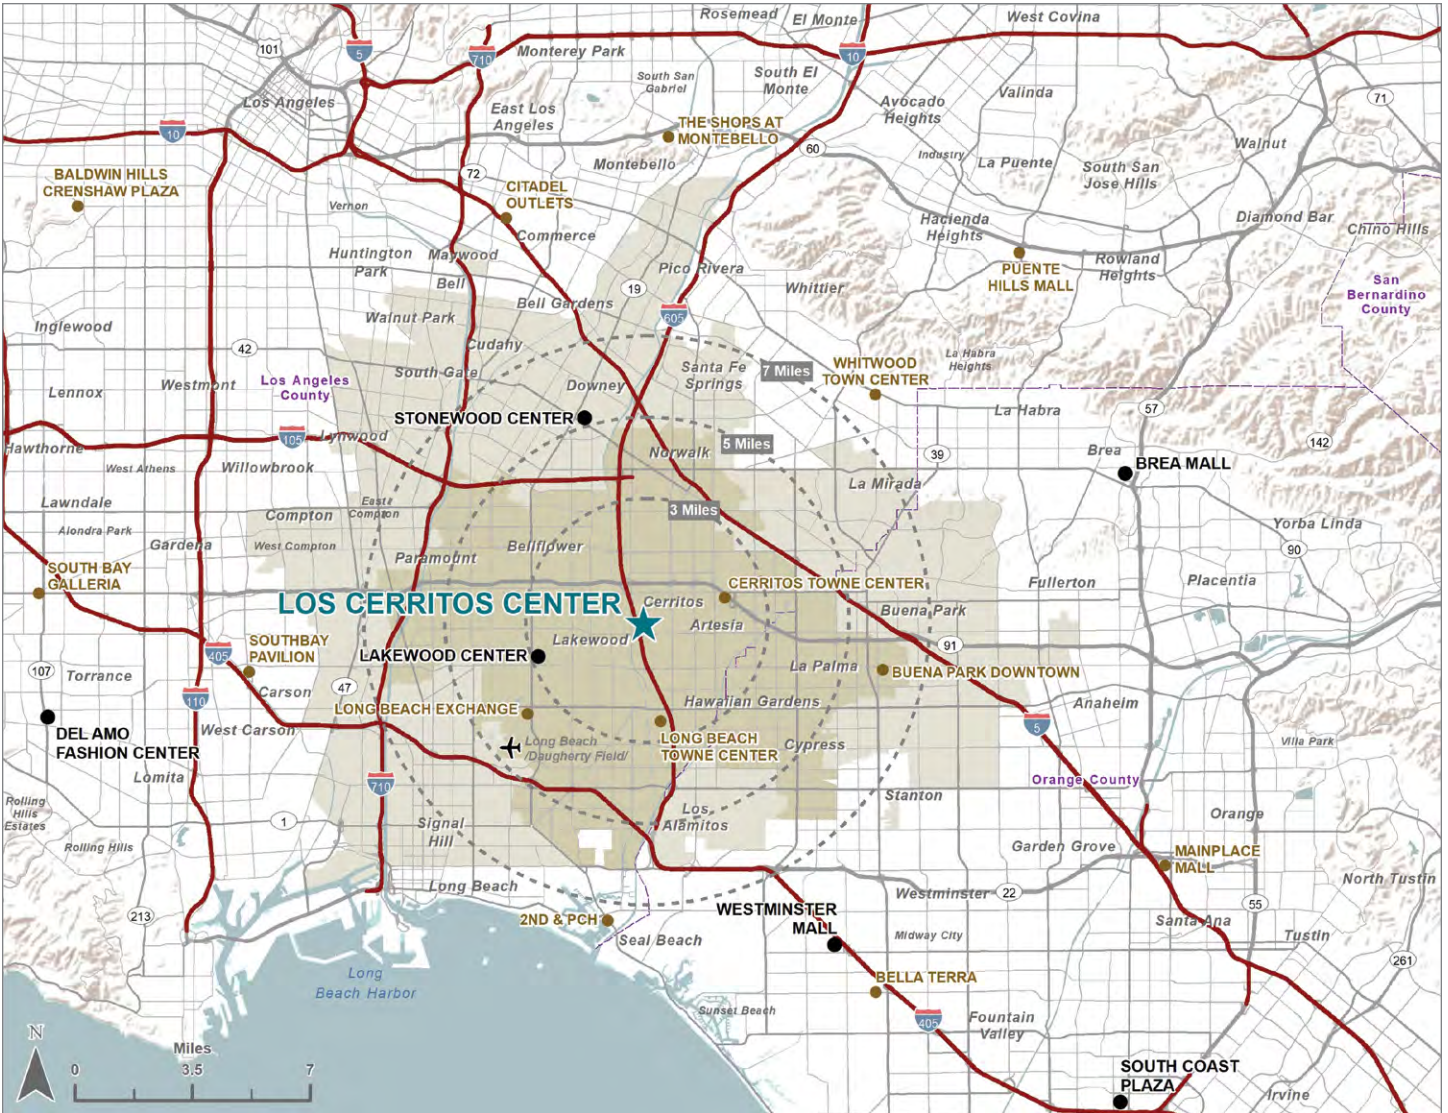 Rosemead
El Monte
West Covina
101
5
710
Monterey Park
10
South San
Gabriel
South El
Monte
Valinda
Avocado
Heights
71
Los Angeles
East Los
Angeles
THE SHOPS AT
MONTEBELLO
10
60
Walnut
Industry
La Puente
Montebello
South San
Jose Hills
BALDWIN HILLS
CRENSHAW PLAZA
72
CITADEL
OUTLETS
Vernon
Commerce
Hacienda
Heights
Diamond Bar
Chino Hills
Huntington
Park
Maywood
Bell
Pico Rivera
Rowland
Heights
PUENTE
HILLS MALL
Whittier
San
Bernardino
County
19
Bell Gardens
605
Walnut Park
Inglewood
Cudahy
42
La Habra
Heights
WHITWOOD
TOWN CENTER
7 Miles
Santa Fe
Springs
South Gate
Downey
Westmont
Los Angeles
County
Lennox
La Habra
57
STONEWOOD CENTER
105
Lynwood
5 Miles
142
Hawthorne
Norwalk
39
Brea
BREA MALL
West Athens
Willowbrook
La Mirada
Lawndale
East
Compton
Compton
3 Miles
Yorba Linda
Alondra Park
Gardena
West Compton
Bellflower
90
Paramount
SOUTH BAY
GALLERIA
CERRITOS TOWNE CENTER
Fullerton
Placentia
LOS CERRITOS CENTER
Cerritos
Buena Park
Artesia
Lakewood
91
SOUTHBAY
PAVILION
405
LAKEWOOD CENTER
La Palma
BUENA PARK DOWNTOWN
107
Torrance
47
Carson
110
Hawaiian Gardens
Anaheim
LONG BEACH EXCHANGE
5
DEL AMO
FASHION CENTER
West Carson
Long Beach
/Daugherty Field/
LONG BEACH
TOWNE CENTER
Cypress
Villa Park
Lomita
710
Orange County
Stanton
Rolling
Hills
Estates
1
Signal
Hill
Los
Alamitos
Orange
Rolling Hills
Garden Grove
MAINPLACE
MALL
Long Beach
Westminster
22
North Tustin
213
2ND & PCH
WESTMINSTER
MALL
55
Santa Ana
Seal Beach
Midway City
Tustin
261
Long
Beach Harbor
BELLA TERRA
Sunset Beach
405
Fountain
Valley
N
Miles
0
3.5
7
SOUTH COAST
PLAZA
Irvine